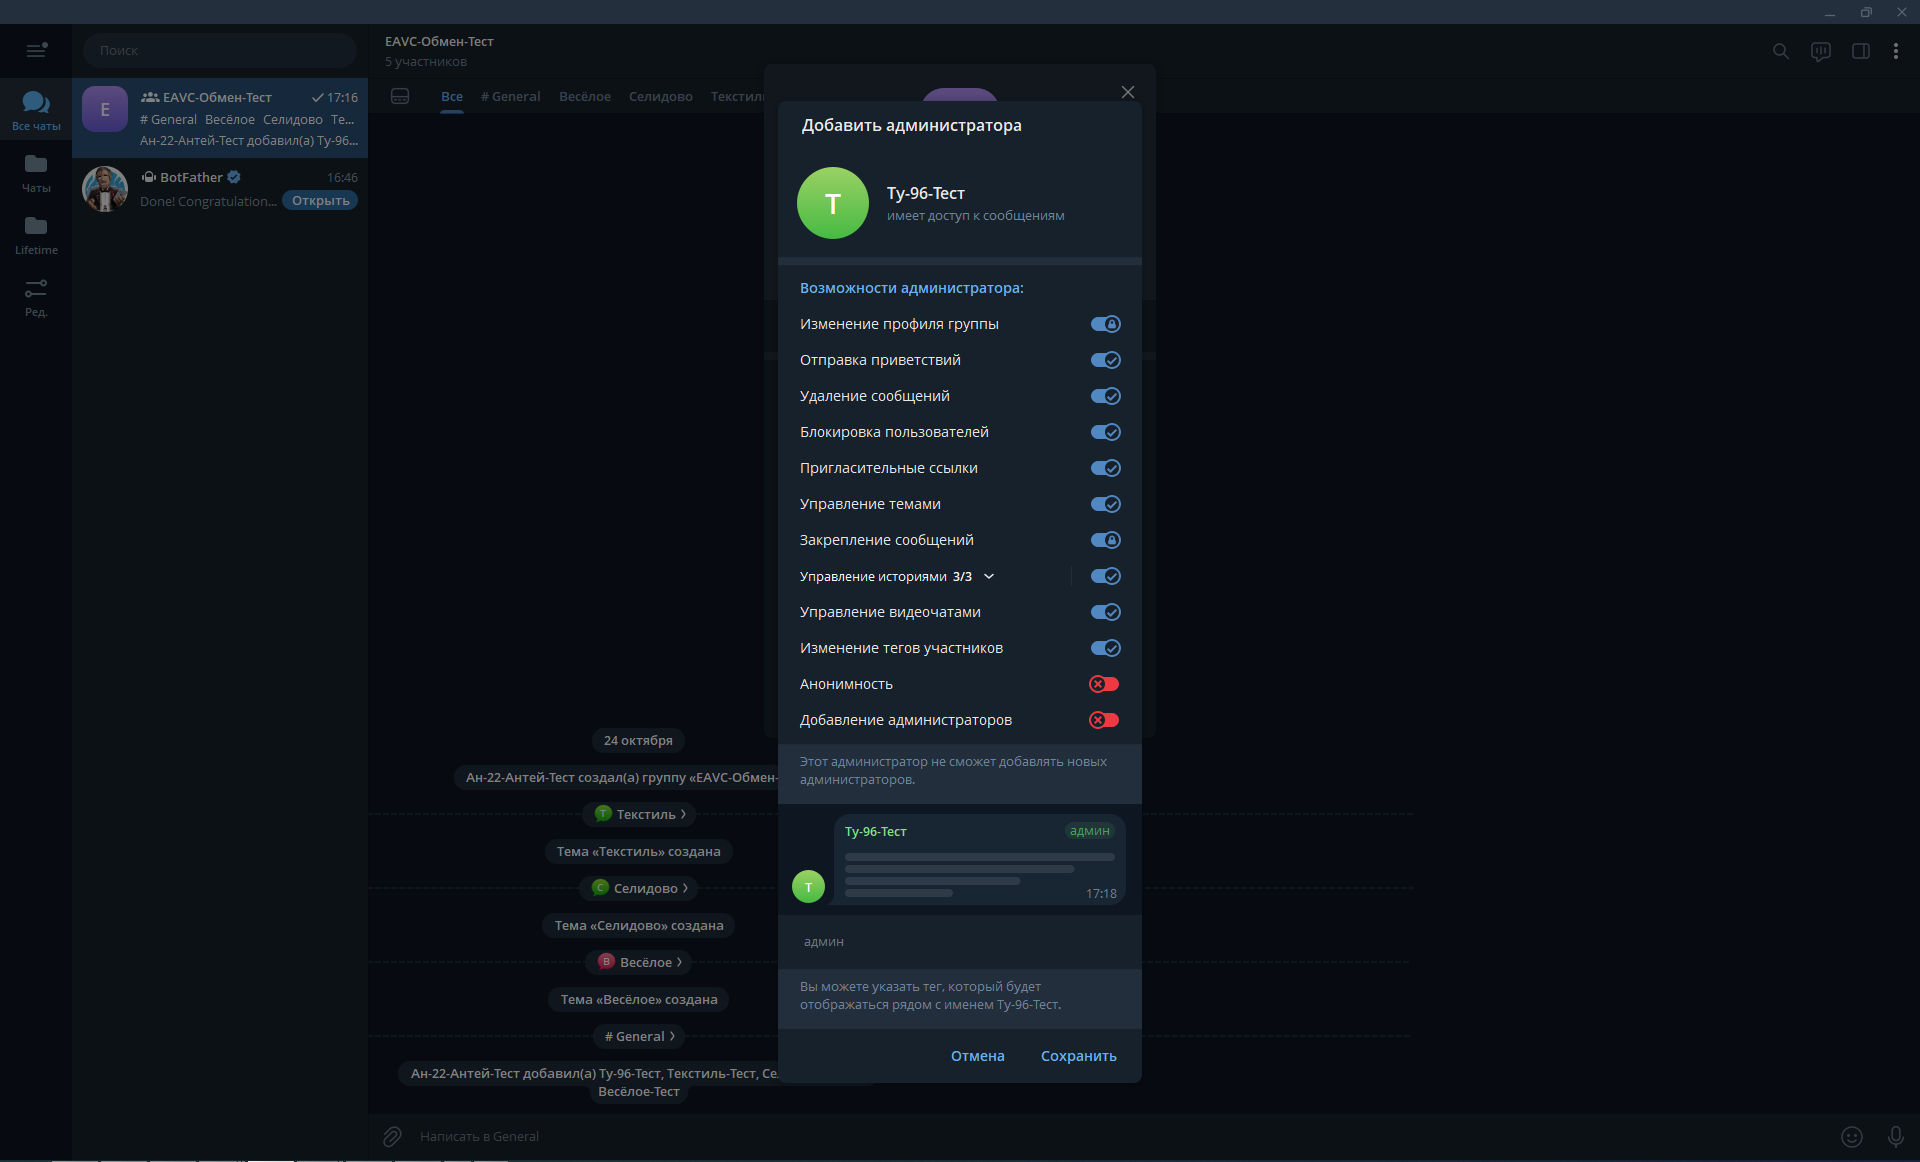 Поиск
EAVC-Обмен-Тест
5 участников
Все чаты
Чаты
Lifetime
Ред.
E
EAVC-Обмен-Тест 17:16
# General Весёлое Селидово Те...
Ан-22-Антей-Тест добавил(а) Ту-96...
BotFather 16:46
Done! Congratulation... Открыть
Все # General Весёлое Селидово Текстил
Добавить администратора
Т
Ту-96-Тест
имеет доступ к сообщениям
Возможности администратора:
Изменение профиля группы
Отправка приветствий
Удаление сообщений
Блокировка пользователей
Пригласительные ссылки
Управление темами
Закрепление сообщений
Управление историями 3/3
Управление видеочатами
Изменение тегов участников
Анонимность
Добавление администраторов
Этот администратор не сможет добавлять новых
администраторов.
Ту-96-Тест админ
Т
17:18
админ
Вы можете указать тег, который будет
отображаться рядом с именем Ту-96-Тест.
Отмена Сохранить
24 октября
Ан-22-Антей-Тест создал(а) группу «EAVC-Обмен-
Т Текстиль
Тема «Текстиль» создана
С Селидово
Тема «Селидово» создана
В Весёлое
Тема «Весёлое» создана
# General
Ан-22-Антей-Тест добавил(а) Ту-96-Тест, Текстиль-Тест, Се
Весёлое-Тест
Написать в General